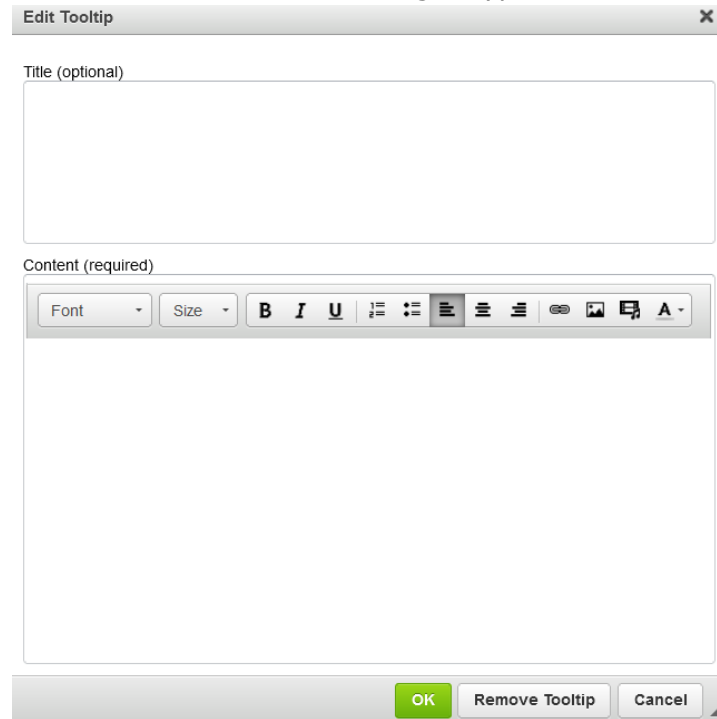 Edit Tooltip
Title (optional)
Content (required)
Font Size B I U A
OK Remove Tooltip Cancel